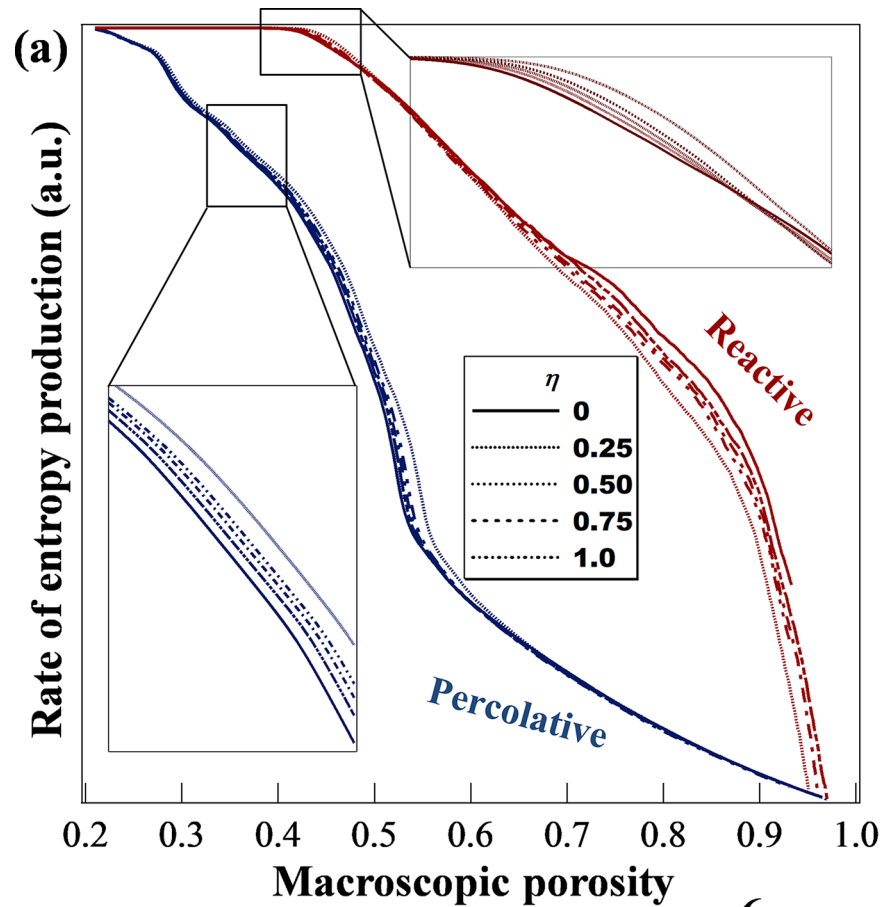 (a)
Rate of entropy production (a.u.)
Reactive
η
0
0.25
0.50
0.75
1.0
Percolative
0.2 0.3 0.4 0.5 0.6 0.7 0.8 0.9 1.0
Macroscopic porosity